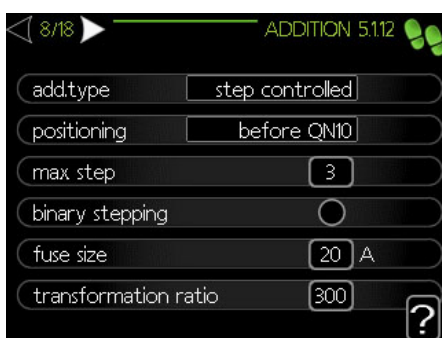 8/18 ADDITION 5.1.12
add.type step controlled
positioning before QN10
max step 3
binary stepping
fuse size 20 A
transformation ratio 300
?